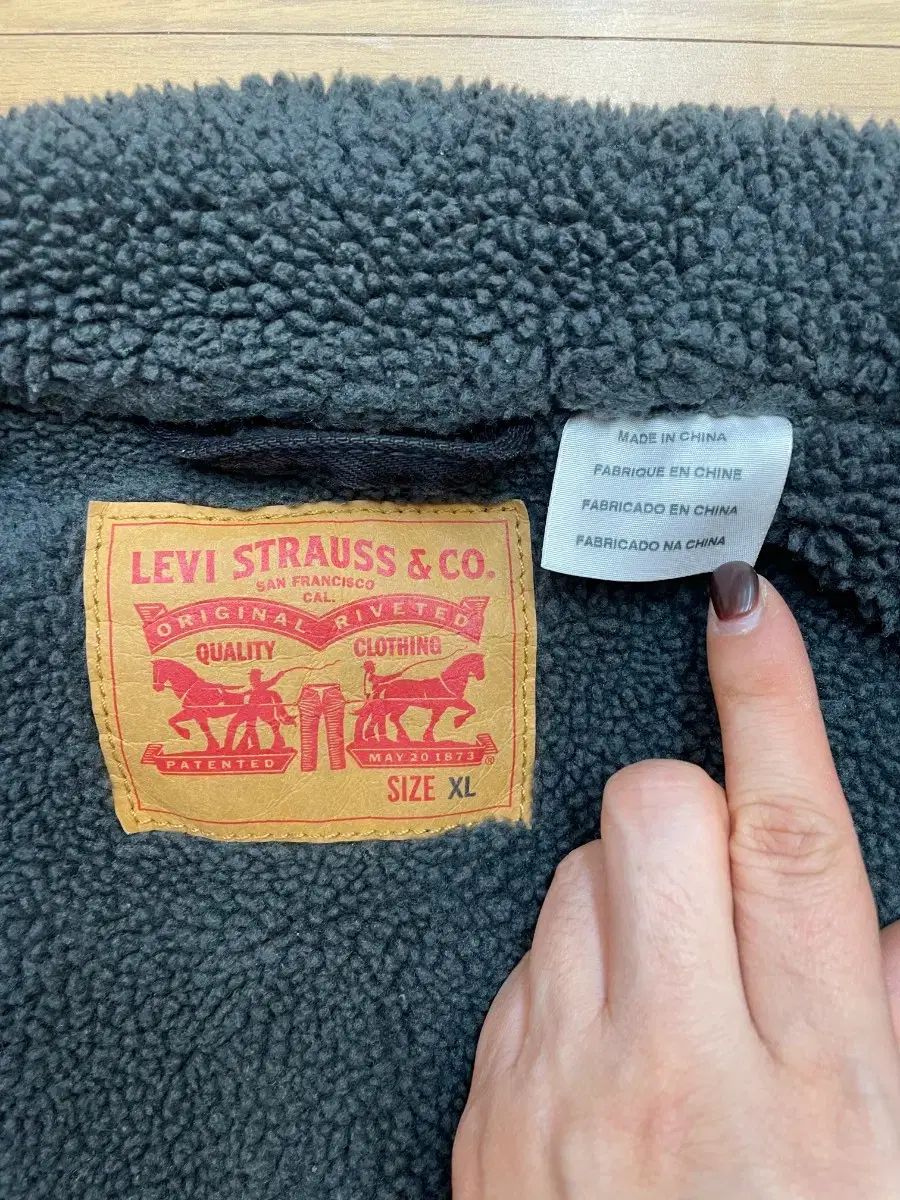 MADE IN CHINA
FABRIQUE EN CHINE
FABRICADO EN CHINA
FABRICADO NA CHINA
LEVI STRAUSS & CO.
SAN FRANCISCO
CAL.
ORIGINAL RIVETED
QUALITY CLOTHING
PATENTED MAY 20 1873 ®
SIZE XL